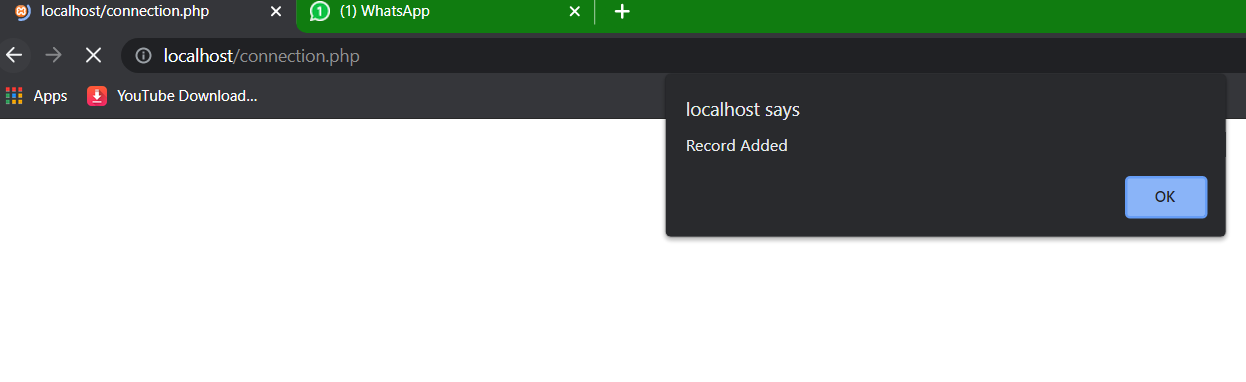 localhost/connection.php
(1) WhatsApp
localhost/connection.php
Apps
YouTube Download...
localhost says
Record Added
OK